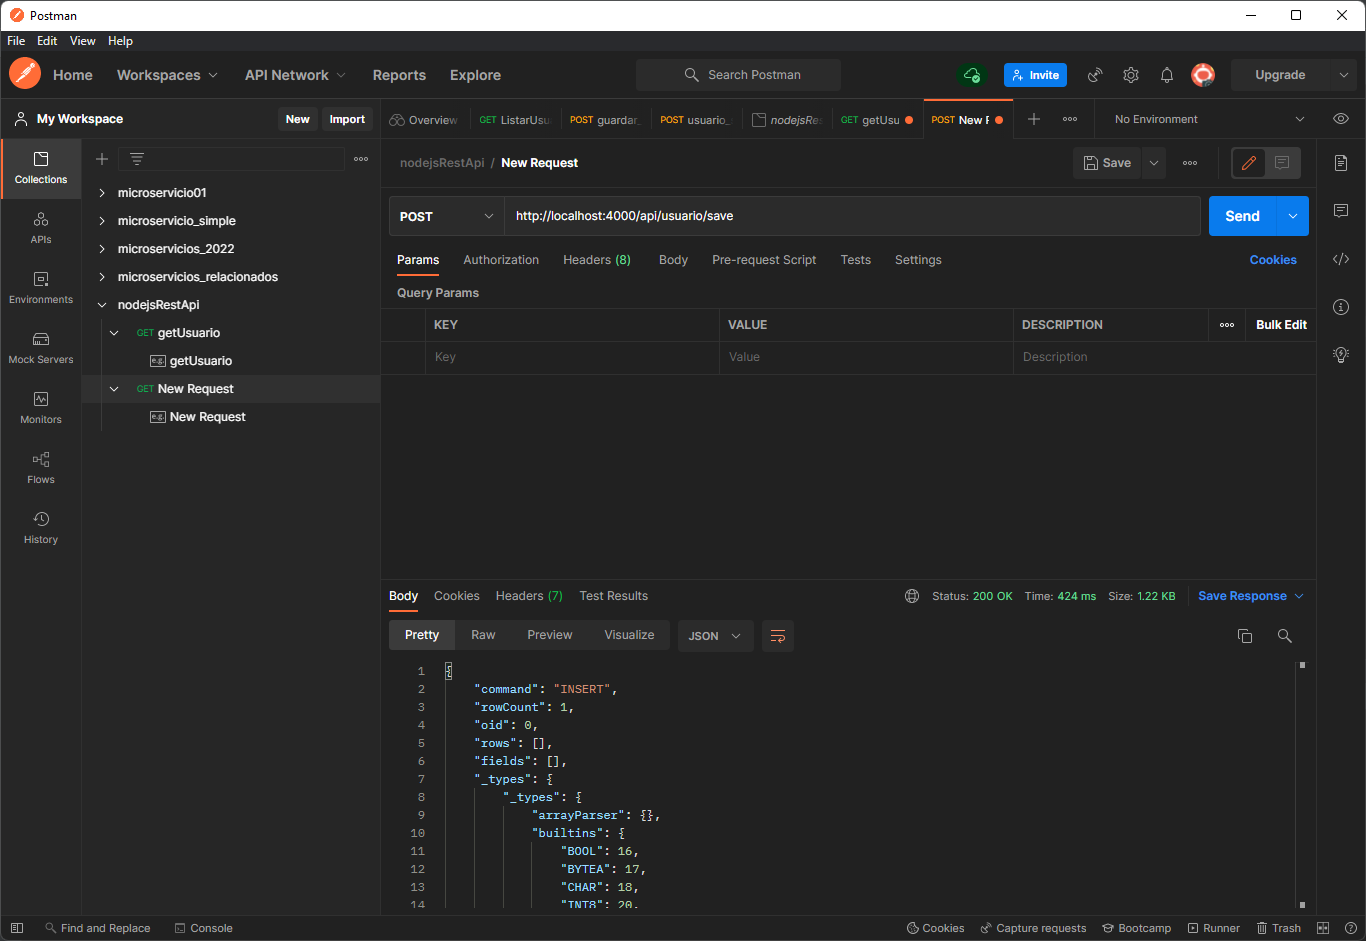 Postman
File Edit View Help
Home Workspaces API Network Reports Explore Search Postman Invite Upgrade
My Workspace New Import
Overview GET ListarUsu POST guardar_ POST usuario_ nodejsRes GET getUsu POST New F No Environment
Collections
APIs
Environments
Mock Servers
Monitors
Flows
History
microservicio01
microservicio_simple
microservicios_2022
microservicios_relacionados
nodejsRestApi
GET getUsuario
e.g. getUsuario
GET New Request
e.g. New Request
nodejsRestApi / New Request Save
POST http://localhost:4000/api/usuario/save Send
Params Authorization Headers (8) Body Pre-request Script Tests Settings Cookies
Query Params
KEY VALUE DESCRIPTION Bulk Edit
Key Value Description
Body Cookies Headers (7) Test Results Status: 200 OK Time: 424 ms Size: 1.22 KB Save Response
Pretty Raw Preview Visualize JSON
1 {
2 "command": "INSERT",
3 "rowCount": 1,
4 "oid": 0,
5 "rows": [],
6 "fields": [],
7 "_types": {
8 "_types": {
9 "arrayParser": {},
10 "builtins": {
11 "BOOL": 16,
12 "BYTEA": 17,
13 "CHAR": 18,
14 "INT8": 20,
Find and Replace Console Cookies Capture requests Bootcamp Runner Trash